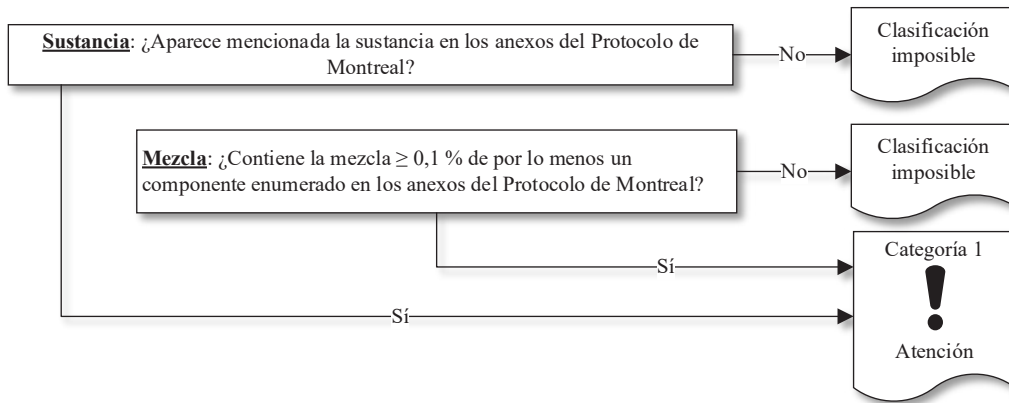 Sustancia: ¿Aparece mencionada la sustancia en los anexos del Protocolo de
Montreal?
No
Clasificación
imposible
Mezcla: ¿Contiene la mezcla ≥ 0,1 % de por lo menos un
componente enumerado en los anexos del Protocolo de Montreal?
No
Clasificación
imposible
Sí
Sí
Categoría 1
Atención